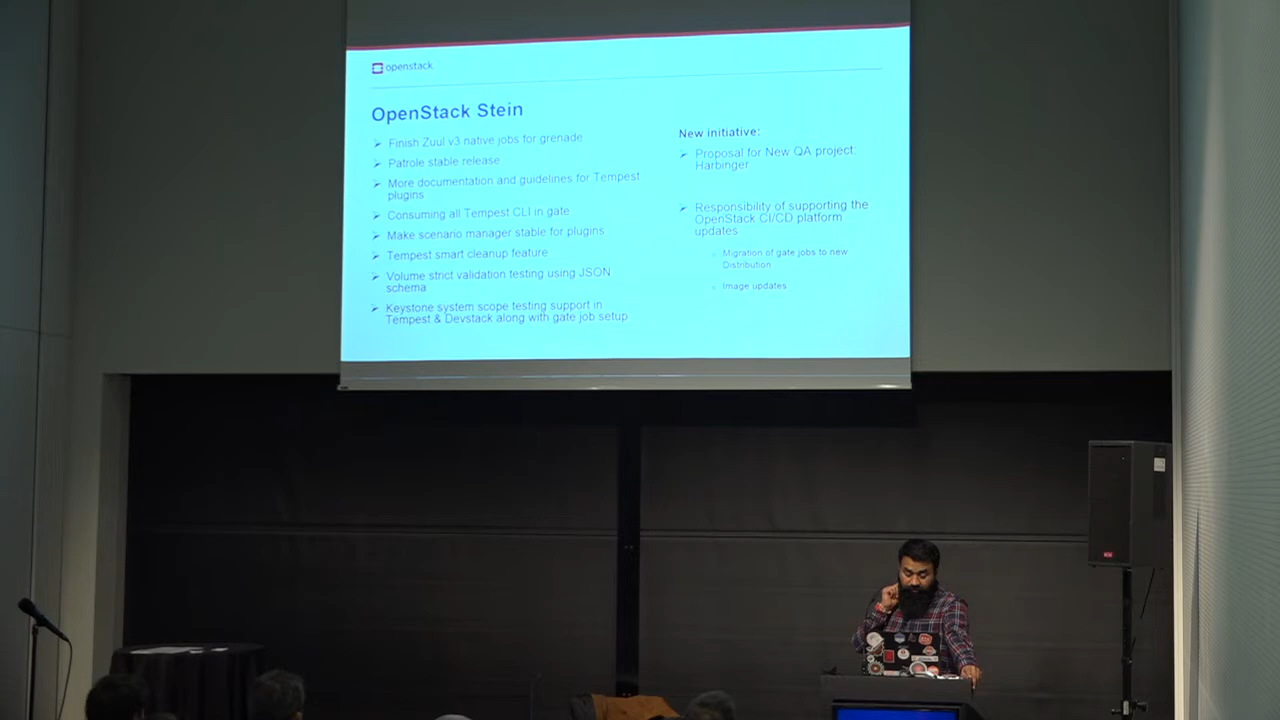 openstack.
OpenStack Stein
Finish Zuul v3 native jobs for grenade
Patrole stable release
More documentation and guidelines for Tempest
plugins
Consuming all Tempest CLI in gate
Make scenario manager stable for plugins
Tempest smart cleanup feature
Volume strict validation testing using JSON
schema
Keystone system scope testing support in
Tempest & Devstack along with gate job setup
New initiative:
Proposal for New QA project:
Harbinger
Responsibility of supporting the
OpenStack CI/CD platform
updates
Migration of gate jobs to new
Distribution
Image updates